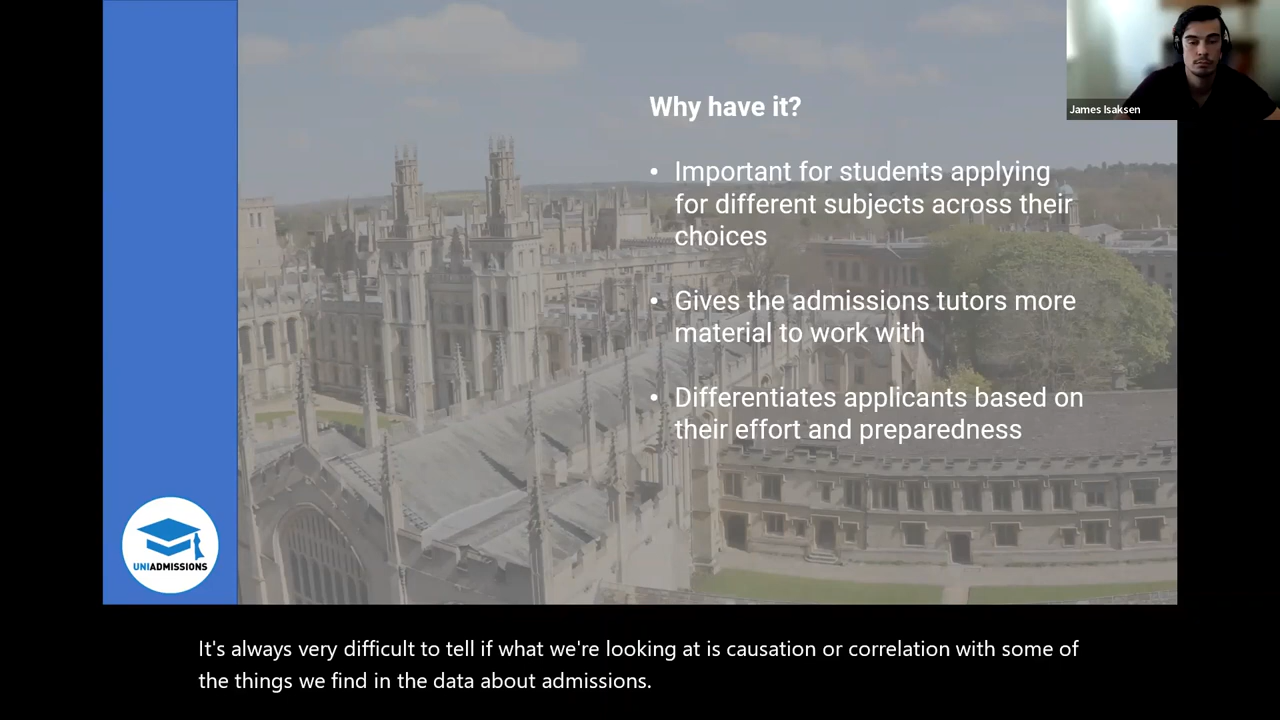 James Isaksen
Why have it?
• Important for students applying
for different subjects across their
choices
• Gives the admissions tutors more
material to work with
• Differentiates applicants based on
their effort and preparedness
UNIADMISSIONS
It's always very difficult to tell if what we're looking at is causation or correlation with some of
the things we find in the data about admissions.